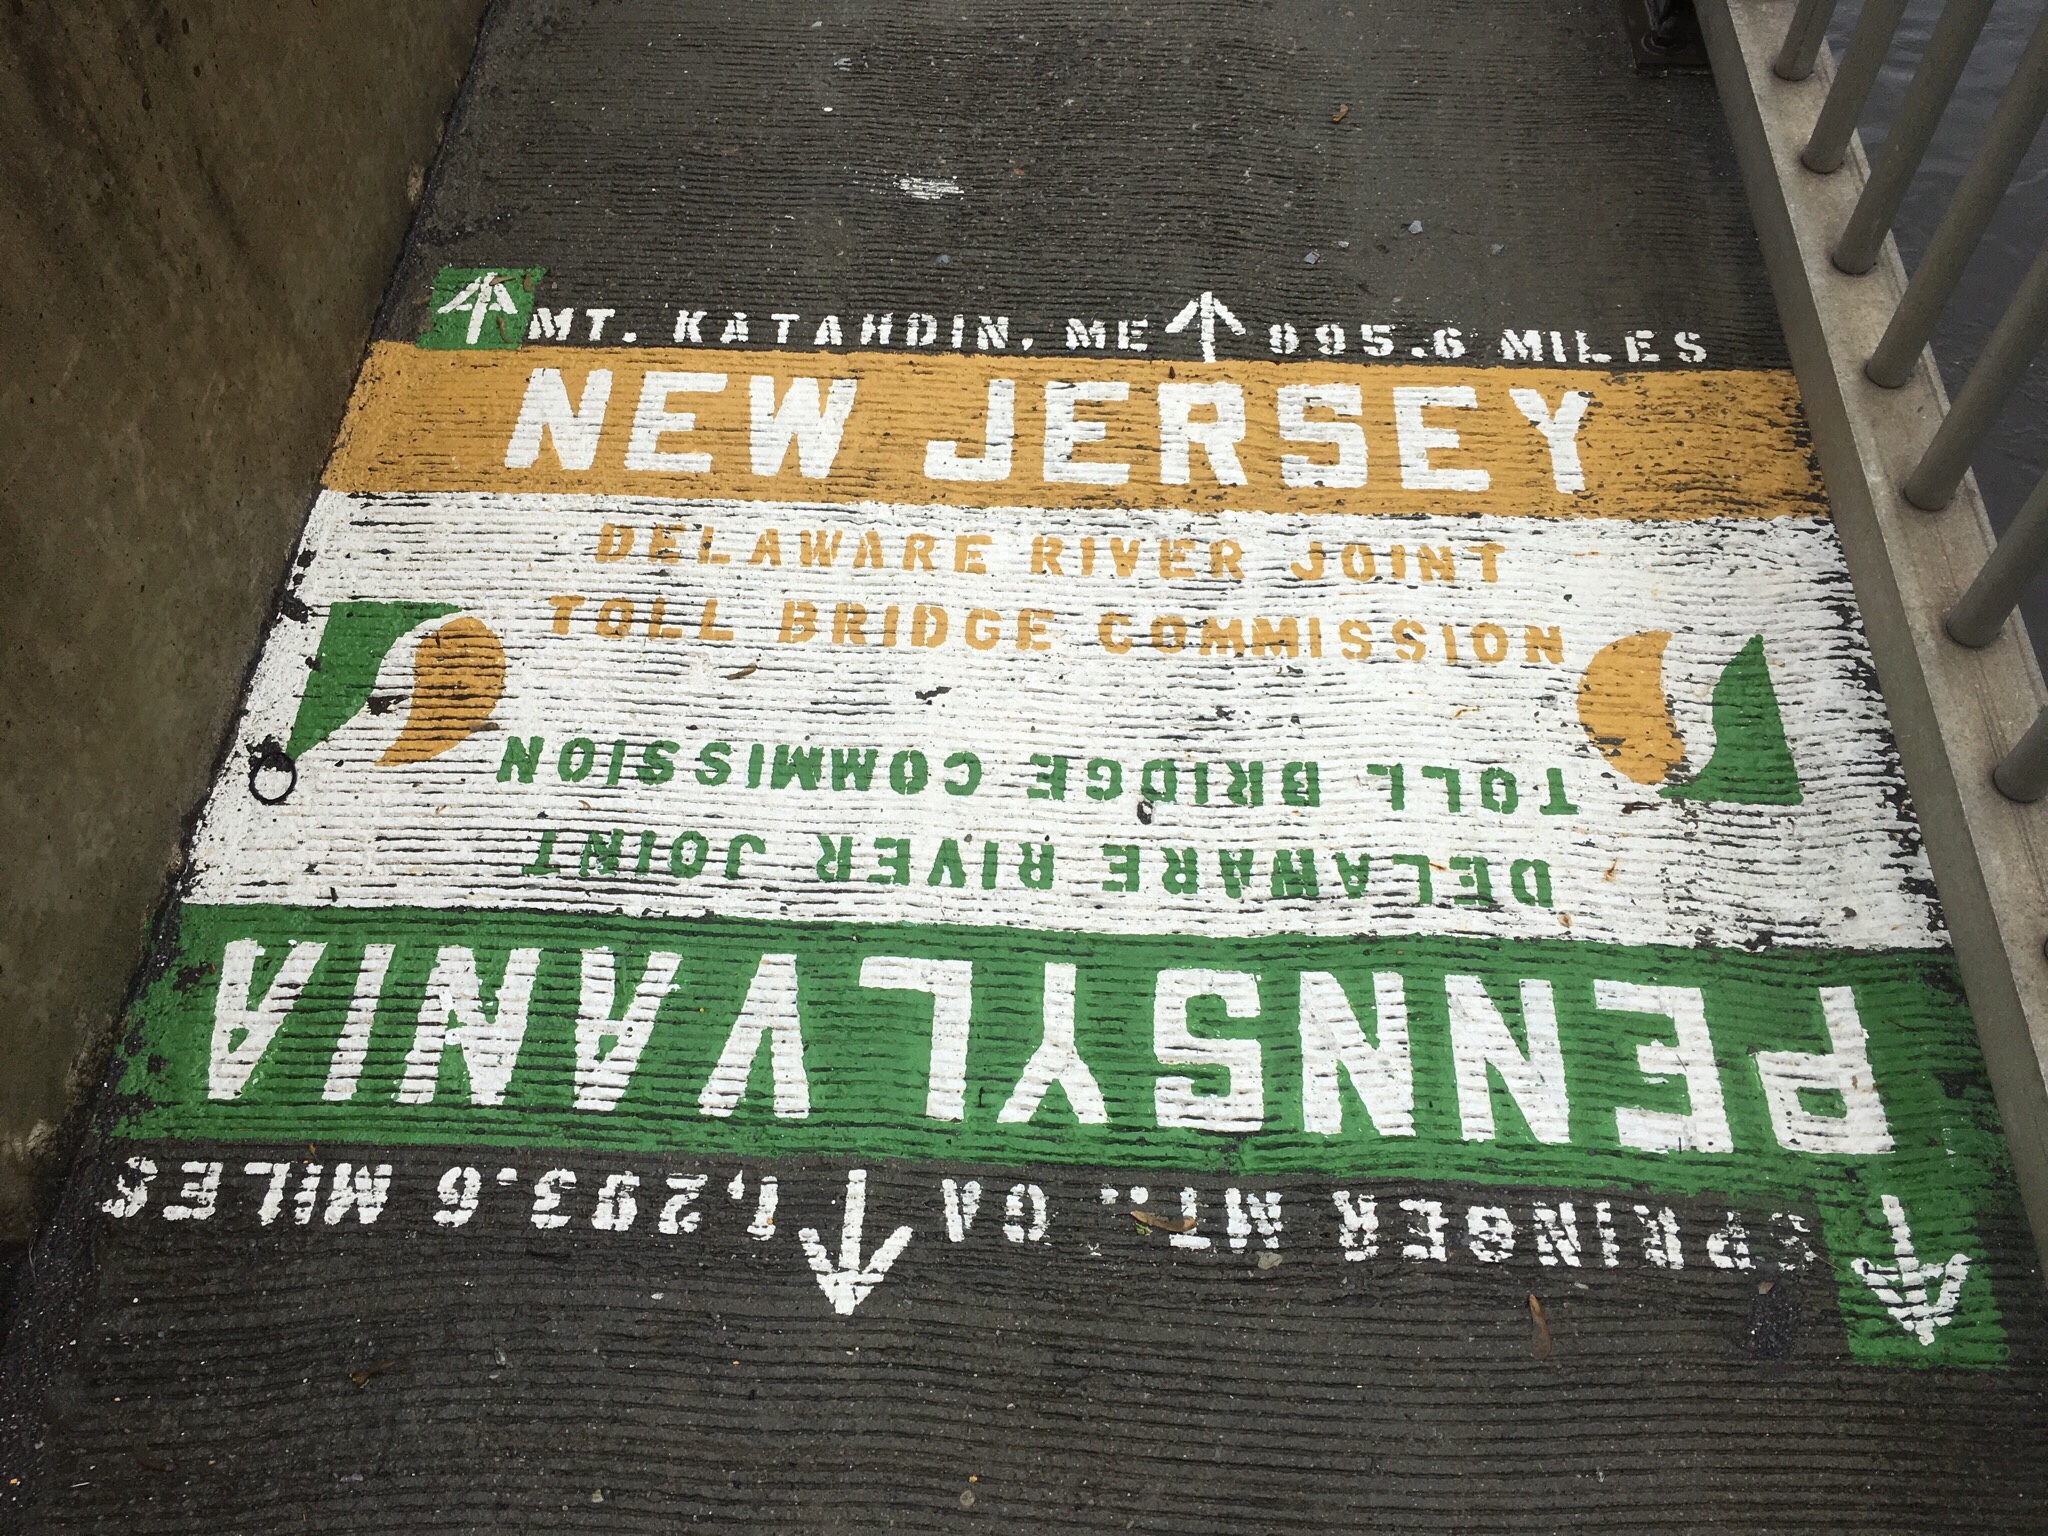 MT. KATAHDIN, ME 895.6 MILES
NEW JERSEY
DELAWARE RIVER JOINT
TOLL BRIDGE COMMISSION
DELAWARE RIVER JOINT
TOLL BRIDGE COMMISSION
PENNSYLVANIA
SPRINGER MT., GA 1,293.6 MILES